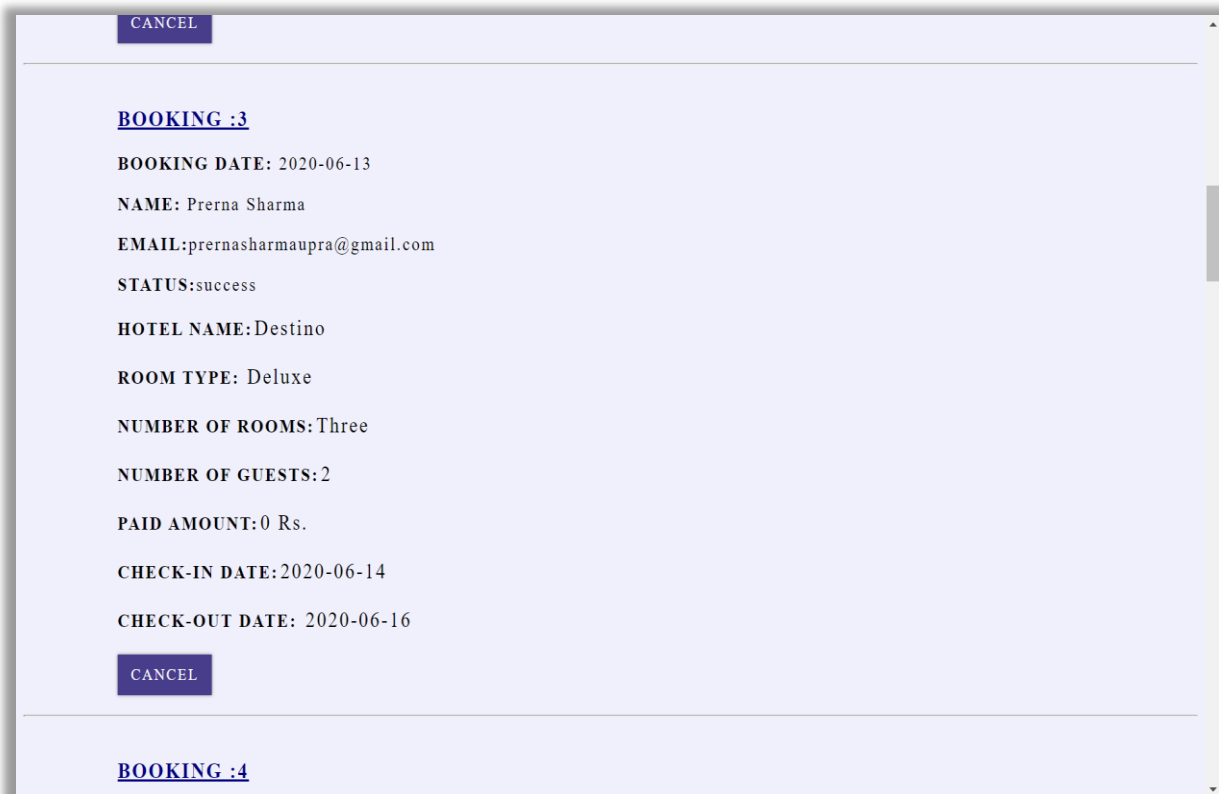 CANCEL
BOOKING :3
BOOKING DATE: 2020-06-13
NAME: Prerna Sharma
EMAIL:prernasharmaupra@gmail.com
STATUS:success
HOTEL NAME:Destino
ROOM TYPE: Deluxe
NUMBER OF ROOMS:Three
NUMBER OF GUESTS:2
PAID AMOUNT:0 Rs.
CHECK-IN DATE:2020-06-14
CHECK-OUT DATE: 2020-06-16
CANCEL
BOOKING :4